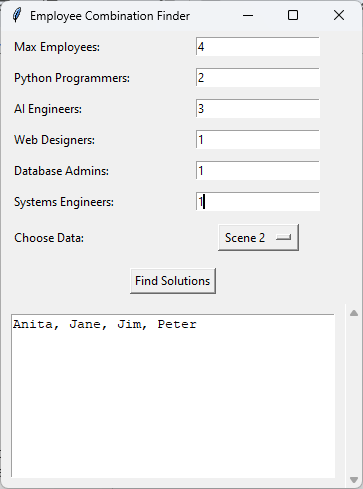 Employee Combination Finder
Max Employees: 4
Python Programmers: 2
AI Engineers: 3
Web Designers: 1
Database Admins: 1
Systems Engineers: 1
Choose Data: Scene 2
Find Solutions
Anita, Jane, Jim, Peter